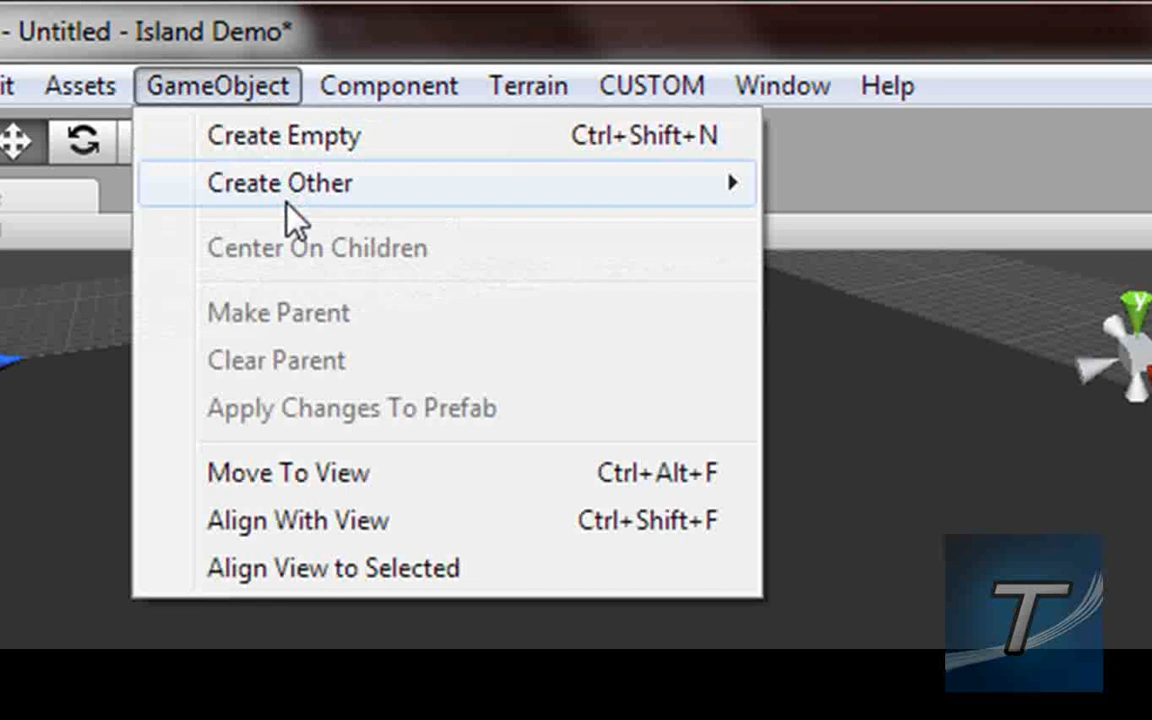 - Untitled - Island Demo*
it Assets GameObject Component Terrain CUSTOM Window Help
Create Empty Ctrl+Shift+N
Create Other
Center On Children
Make Parent
Clear Parent
Apply Changes To Prefab
Move To View Ctrl+Alt+F
Align With View Ctrl+Shift+F
Align View to Selected
y
T